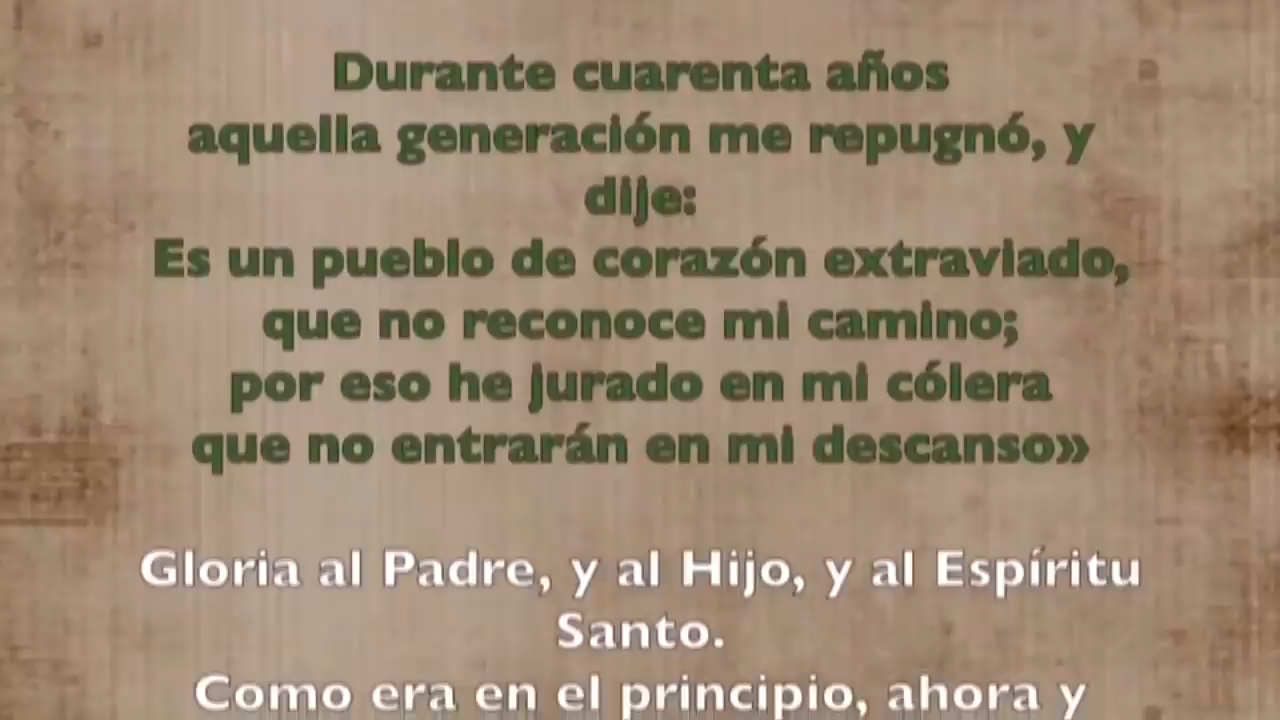 Durante cuarenta años
aquella generación me repugnó, y
dije:
Es un pueblo de corazón extraviado,
que no reconoce mi camino;
por eso he jurado en mi cólera
que no entrarán en mi descanso»
Gloria al Padre, y al Hijo, y al Espíritu
Santo.
Como era en el principio, ahora y